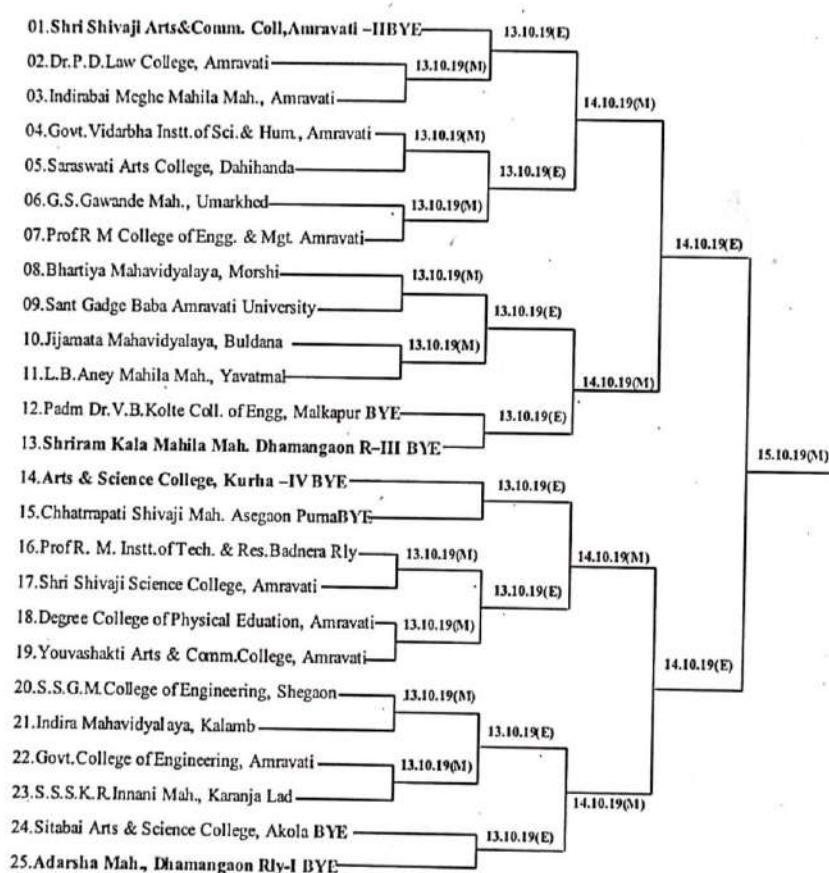 01.Shri Shivaji Arts&Comm. Coll,Amravati –IIBYE
13.10.19(E)
02.Dr.P.D.Law College, Amravati
13.10.19(M)
03.Indirabai Meghe Mahila Mah., Amravati
14.10.19(M)
04.Govt.Vidarbha Instt.of Sci.& Hum., Amravati
13.10.19(M)
05.Saraswati Arts College, Dahihanda
13.10.19(E)
06.G.S.Gawande Mah., Umarkhed
13.10.19(M)
07.Prof.R M College of Engg. & Mgt. Amravati
14.10.19(E)
08.Bhartiya Mahavidyalaya, Morshi
13.10.19(M)
09.Sant Gadge Baba Amravati University
13.10.19(E)
10.Jijamata Mahavidyalaya, Buldana
13.10.19(M)
11.L.B.Aney Mahila Mah., Yavatmal
14.10.19(M)
12.Padm Dr.V.B.Kolte Coll. of Engg, Malkapur BYE
13.10.19(E)
13.Shriram Kala Mahila Mah. Dhamangaon R–III BYE
15.10.19(M)
14.Arts & Science College, Kurha –IV BYE
13.10.19(E)
15.Chhatrrapati Shivaji Mah. Asegaon PurnaBYE
16.Prof.R. M. Instt.of Tech. & Res.Badnera Rly
13.10.19(M)
14.10.19(M)
17.Shri Shivaji Science College, Amravati
13.10.19(E)
18.Degree College of Physical Eduation, Amravati
13.10.19(M)
19.Youvashakti Arts & Comm.College, Amravati
14.10.19(E)
20.S.S.G.M.College of Engineering, Shegaon
13.10.19(M)
21.Indira Mahavidyalaya, Kalamb
13.10.19(E)
22.Govt.College of Engineering, Amravati
13.10.19(M)
23.S.S.S.K.R.Innani Mah., Karanja Lad
14.10.19(M)
24.Sitabai Arts & Science College, Akola BYE
13.10.19(E)
25.Adarsha Mah., Dhamangaon Rly-I BYE